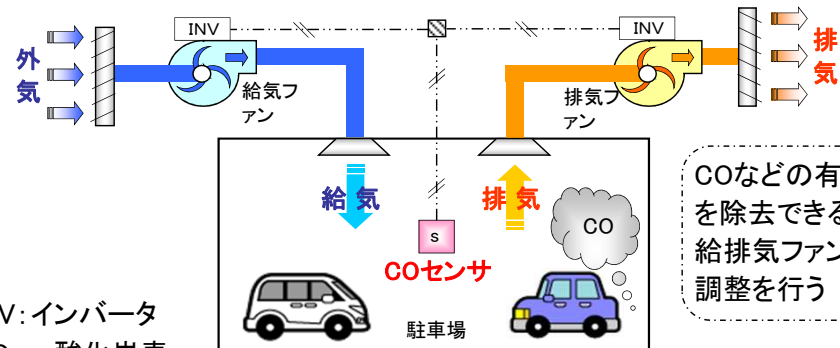 INV
INV
外気
給気ファン
排気ファン
排気
給 気
排 気
CO
s
COセンサ
駐車場
COなどの有
を除去できる
給排気ファン
調整を行う
V:インバータ